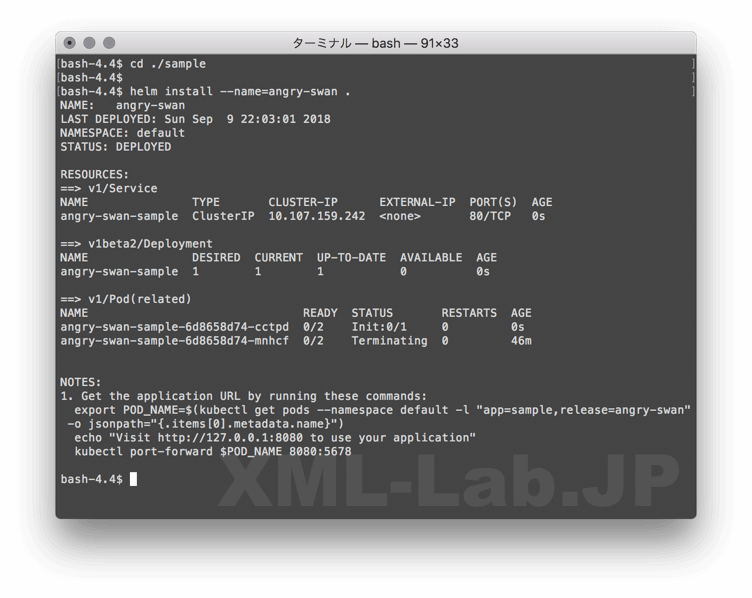 ターミナル — bash — 91×33
[bash-4.4$ cd ./sample ]
[bash-4.4$ ]
[bash-4.4$ helm install --name=angry-swan . ]
NAME:   angry-swan
LAST DEPLOYED: Sun Sep  9 22:03:01 2018
NAMESPACE: default
STATUS: DEPLOYED

RESOURCES:
==> v1/Service
NAME               TYPE       CLUSTER-IP      EXTERNAL-IP  PORT(S)  AGE
angry-swan-sample  ClusterIP  10.107.159.242  <none>       80/TCP   0s

==> v1beta2/Deployment
NAME               DESIRED  CURRENT  UP-TO-DATE  AVAILABLE  AGE
angry-swan-sample  1        1        1           0          0s

==> v1/Pod(related)
NAME                               READY  STATUS       RESTARTS  AGE
angry-swan-sample-6d8658d74-cctpd  0/2    Init:0/1     0         0s
angry-swan-sample-6d8658d74-mnhcf  0/2    Terminating  0         46m


NOTES:
1. Get the application URL by running these commands:
  export POD_NAME=$(kubectl get pods --namespace default -l "app=sample,release=angry-swan"
 -o jsonpath="{.items[0].metadata.name}")
  echo "Visit http://127.0.0.1:8080 to use your application"
  kubectl port-forward $POD_NAME 8080:5678

bash-4.4$
XML-Lab.JP